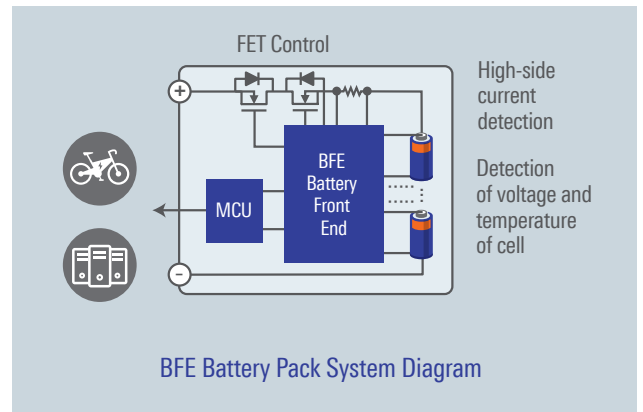 FET Control
+
High-side
current
detection
BFE
Battery
Front
End
MCU
Detection
of voltage and
temperature
of cell
−
BFE Battery Pack System Diagram